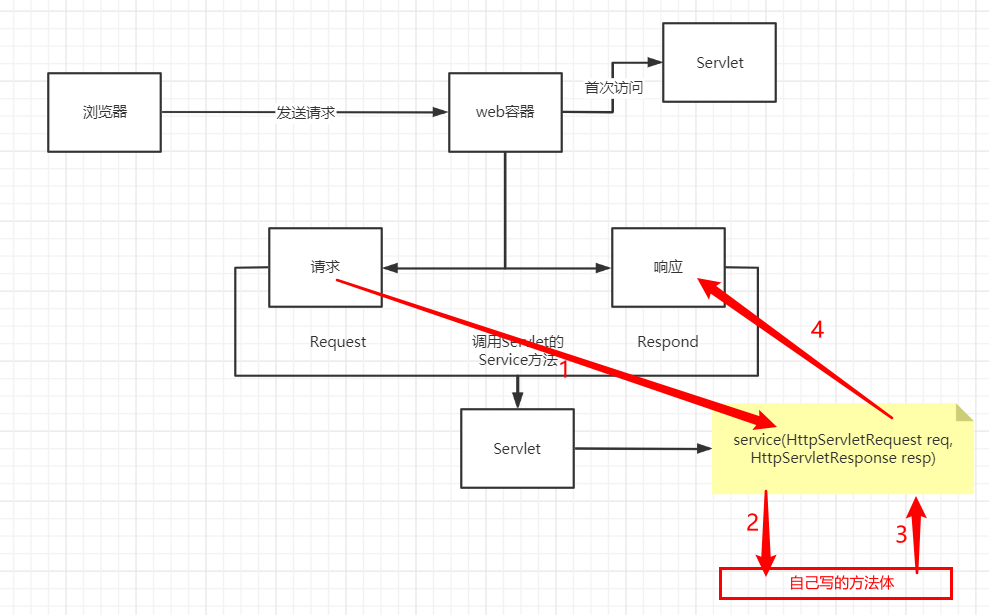 Servlet
首次访问
浏览器
发送请求
web容器
请求
响应
Request
调用Servlet的
Service方法
Respond
1
4
Servlet
service(HttpServletRequest req,
HttpServletResponse resp)
2
3
自己写的方法体